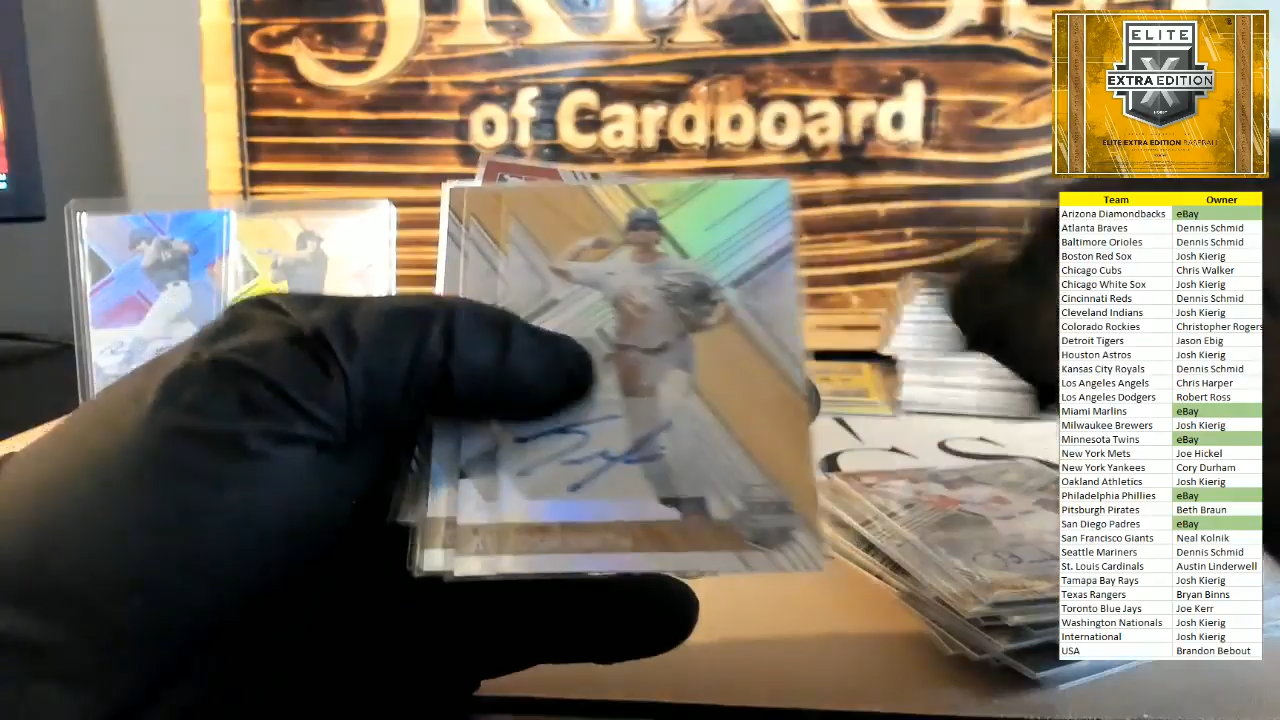 of Cardboard
ELITE
X
EXTRA EDITION
ELITE EXTRA EDITION BASEBALL
Team Owner
Arizona Diamondbacks eBay
Atlanta Braves Dennis Schmid
Baltimore Orioles Dennis Schmid
Boston Red Sox Josh Kierig
Chicago Cubs Chris Walker
Chicago White Sox Josh Kierig
Cincinnati Reds Dennis Schmid
Cleveland Indians Josh Kierig
Colorado Rockies Christopher Rogers
Detroit Tigers Jason Ebig
Houston Astros Josh Kierig
Kansas City Royals Dennis Schmid
Los Angeles Angels Chris Harper
Los Angeles Dodgers Robert Ross
Miami Marlins eBay
Milwaukee Brewers Josh Kierig
Minnesota Twins eBay
New York Mets Joe Hickel
New York Yankees Cory Durham
Oakland Athletics Josh Kierig
Philadelphia Phillies eBay
Pittsburgh Pirates Beth Braun
San Diego Padres eBay
San Francisco Giants Neal Kolnik
Seattle Mariners Dennis Schmid
St. Louis Cardinals Austin Linderwell
Tamapa Bay Rays Josh Kierig
Texas Rangers Bryan Binns
Toronto Blue Jays Joe Kerr
Washington Nationals Josh Kierig
International Josh Kierig
USA Brandon Bebout